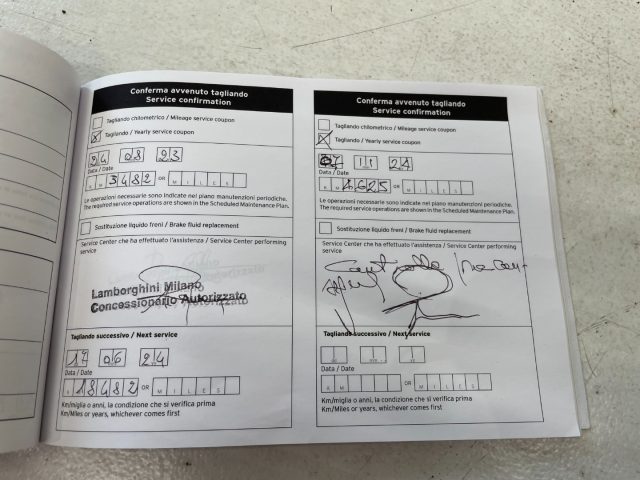 Conferma avvenuto tagliando
Service confirmation
Tagliando chilometrico / Mileage service coupon
Tagliando / Yearly service coupon
24 08 23
Data / Date
K M 3482 OR M I L E S
Le operazioni necessarie sono indicate nel piano manutenzioni periodiche.
The required service operations are shown in the Scheduled Maintenance Plan.
Sostituzione liquido freni / Brake fluid replacement
Service Center che ha effettuato l'assistenza / Service Center performing
service
Lamborghini Milano
Concessionario Autorizzato
Tagliando successivo / Next service
17 06 24
Data / Date
18482 OR M I L E S
Km/miglia o anni, la condizione che si verifica prima
Km/Miles or years, whichever comes first
Conferma avvenuto tagliando
Service confirmation
Tagliando chilometrico / Mileage service coupon
Tagliando / Yearly service coupon
11 24
Data / Date
K M 4625 OR M I L E S
Le operazioni necessarie sono indicate nel piano manutenzioni periodiche.
The required service operations are shown in the Scheduled Maintenance Plan.
Sostituzione liquido freni / Brake fluid replacement
Service Center che ha effettuato l'assistenza / Service Center performing
service
Controllo
Tagliando successivo / Next service
Data / Date
K M OR M I L E S
Km/miglia o anni, la condizione che si verifica prima
Km/Miles or years, whichever comes first